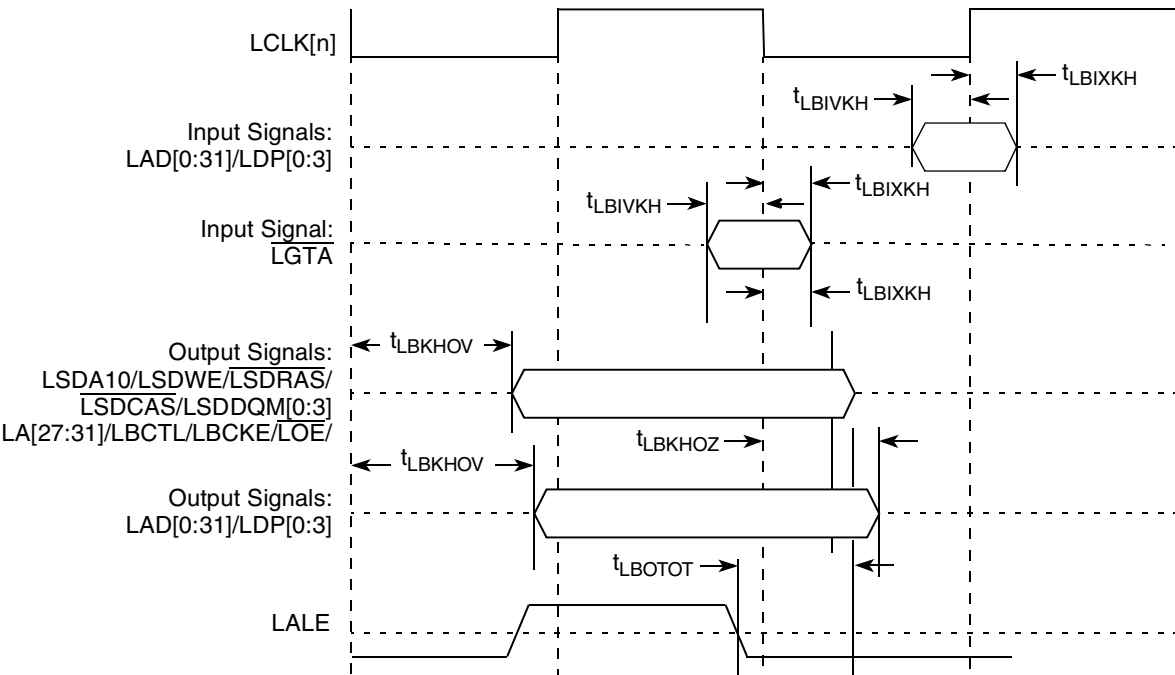 LCLK[n]
tLBIXKH
tLBIVKH
Input Signals:
LAD[0:31]/LDP[0:3]
tLBIXKH
tLBIVKH
Input Signal:
LGTA
tLBIXKH
tLBKHOV
Output Signals:
LSDA10/LSDWE/LSDRAS/
LSDCAS/LSDDQM[0:3]
LA[27:31]/LBCTL/LBCKE/LOE/
tLBKHOZ
tLBKHOV
Output Signals:
LAD[0:31]/LDP[0:3]
tLBOTOT
LALE